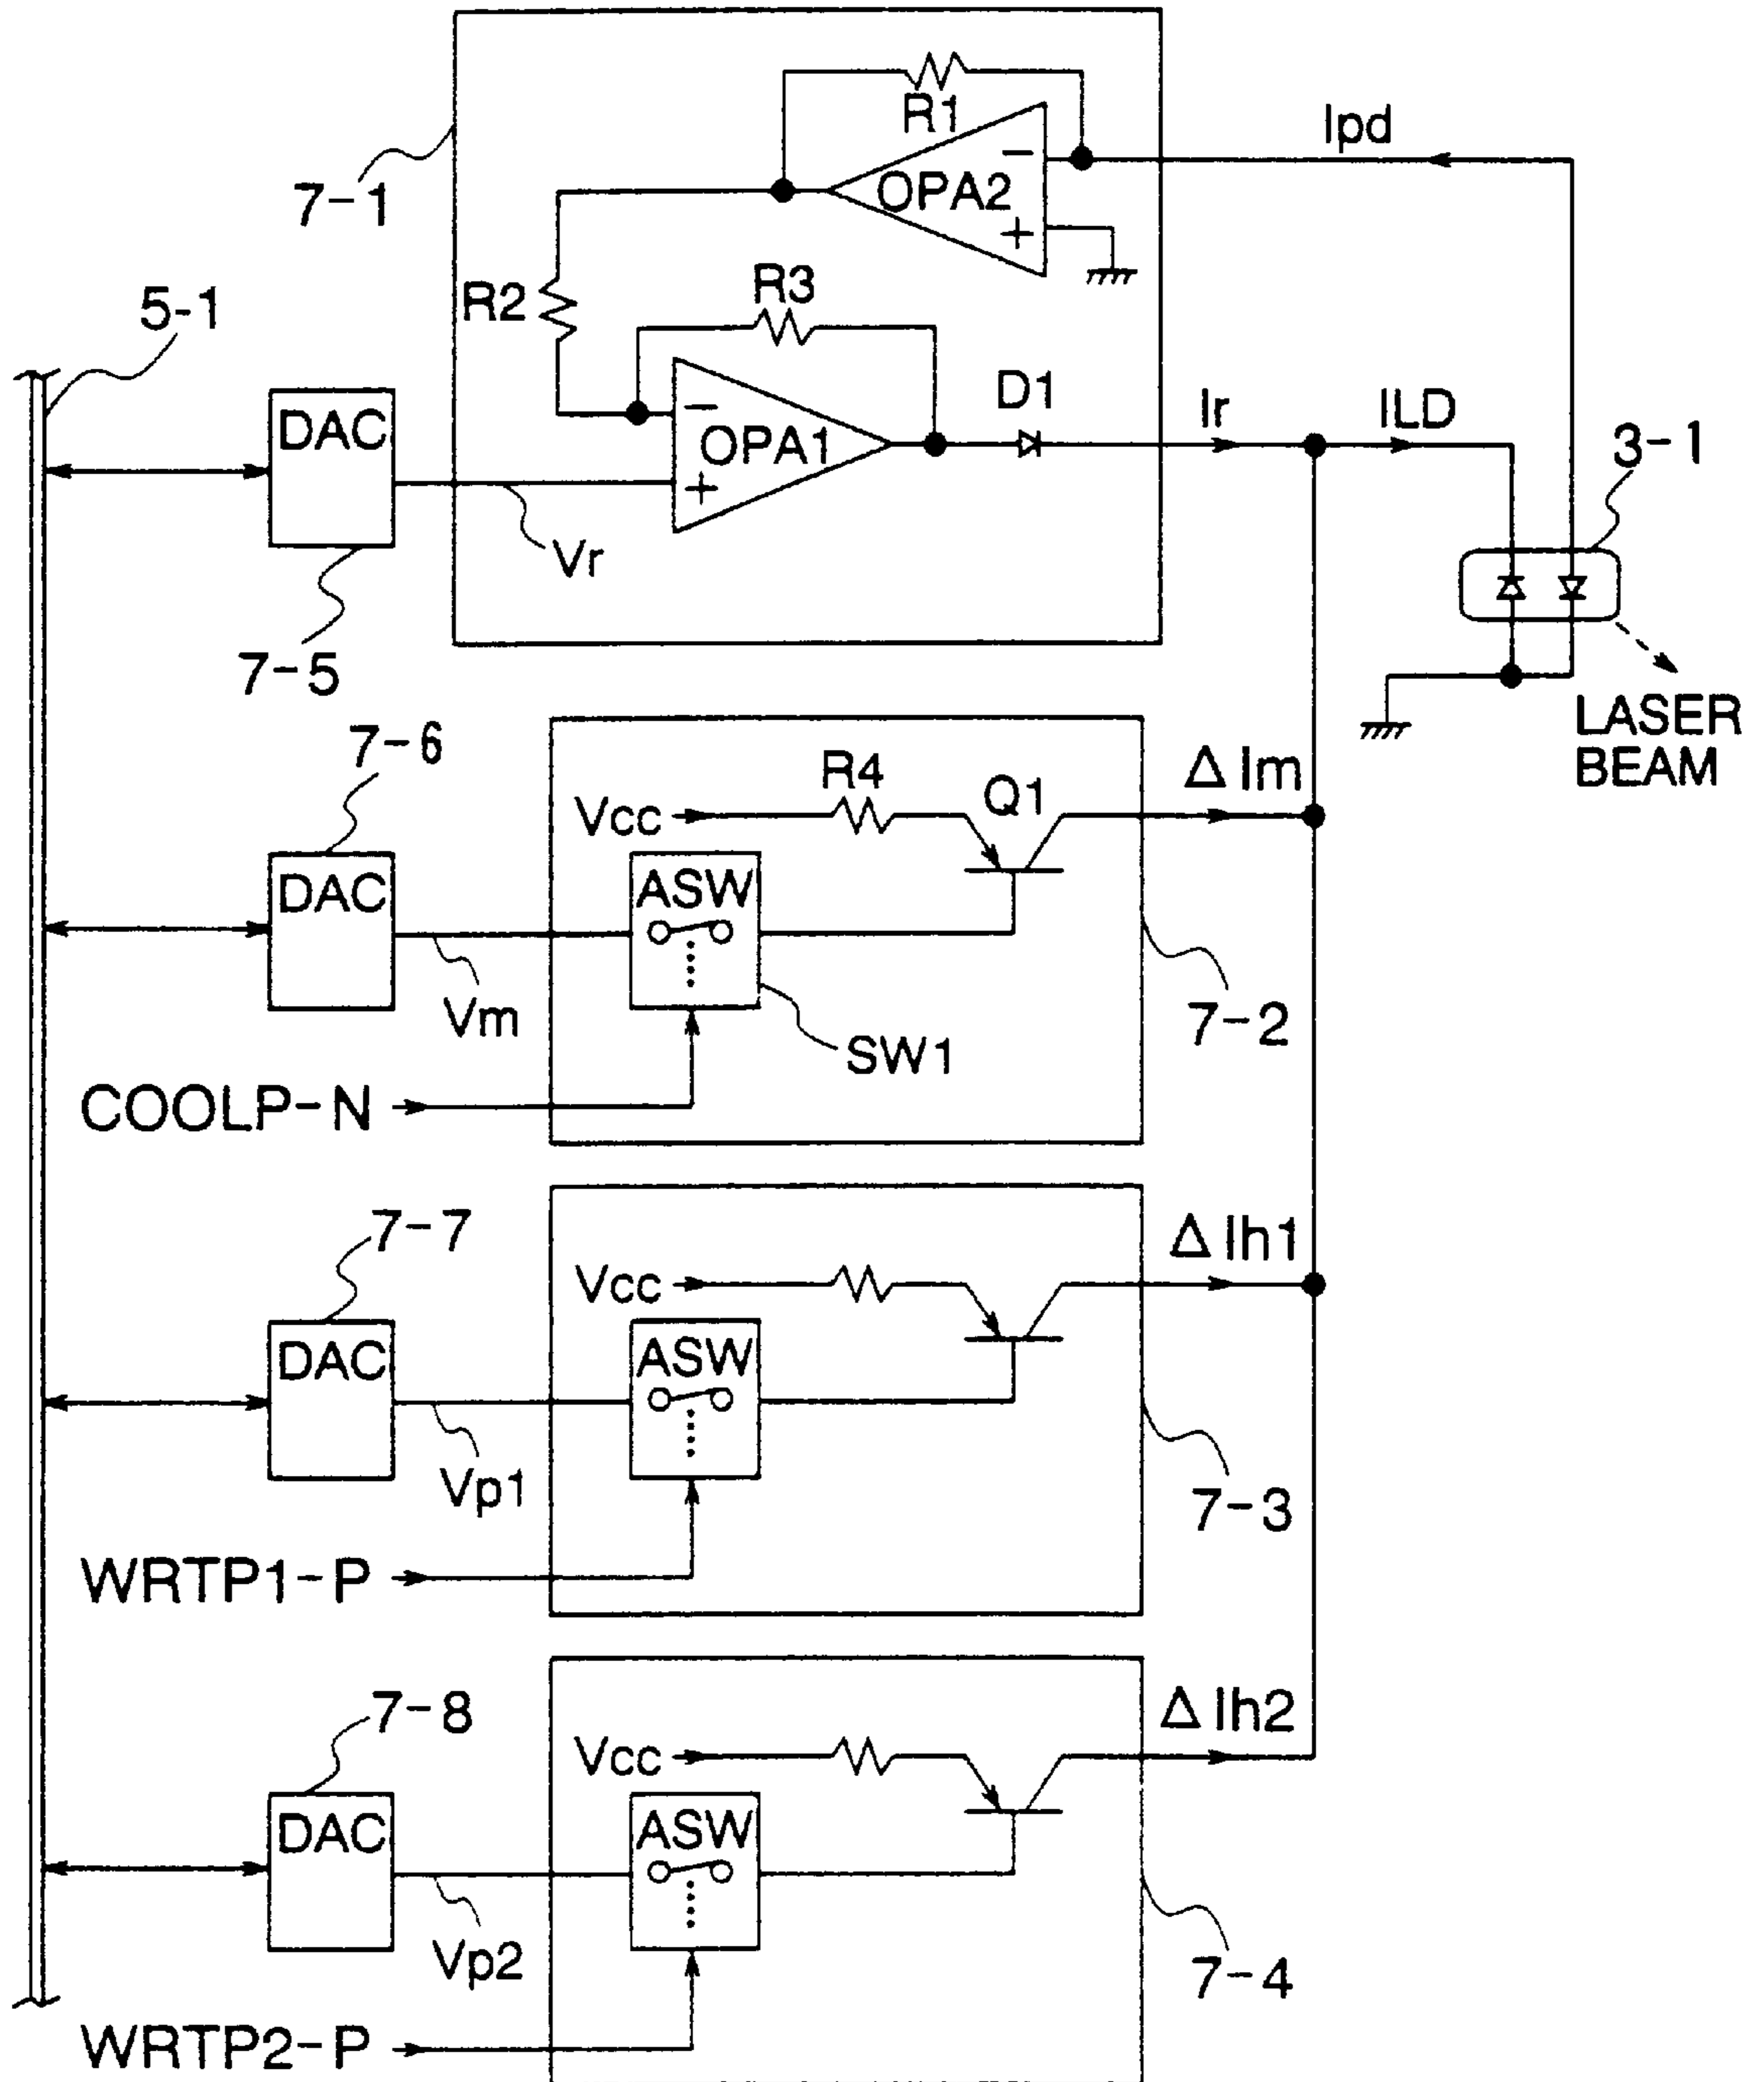 R1
Ipd
−
OPA2
+
7-1
R3
R2
5-1
D1
Ir
ILD
DAC
−
OPA1
+
3-1
Vr
7-5
LASER
BEAM
7-6
R4
Q1
Δ Im
Vcc
DAC
ASW
Vm
7-2
SW1
COOLP-N
7-7
Δ Ih1
Vcc
DAC
ASW
Vp1
7-3
WRTP1-P
7-8
Δ Ih2
Vcc
DAC
ASW
Vp2
7-4
WRTP2-P